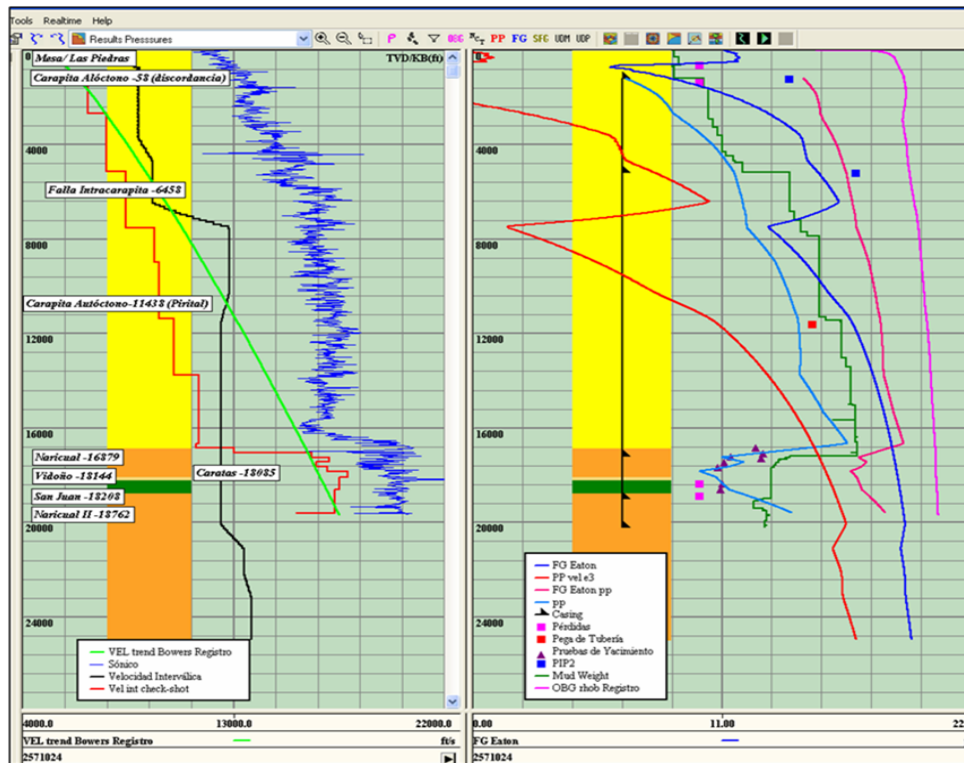 Tools Realtime Help
Results Presssures
OBG PP FG SFG UDM UDP
0
Mesa/ Las Piedras
TVD/KB(ft)
Carapita Alóctono -58 (discordancia)
4000
Falla Intracarapita -6458
8000
Carapita Autóctono-11438 (Pirital)
12000
16000
Naricual -16879
Vidoño -18144
Caratas -18085
San Juan -18208
Naricual II -18762
20000
24000
VEL trend Bowers Registro
Sónico
Velocidad Interválica
Vel int check-shot
4000.0 13000.0 22000.0
VEL trend Bowers Registro ft/s
2571024
0
4000
8000
12000
16000
20000
24000
FG Eaton
PP vel e3
FG Eaton pp
pp
Casing
Pérdidas
Pega de Tubería
Pruebas de Yacimiento
PIP2
Mud Weight
OBG rhob Registro
0.00 11.00 22
FG Eaton
2571024